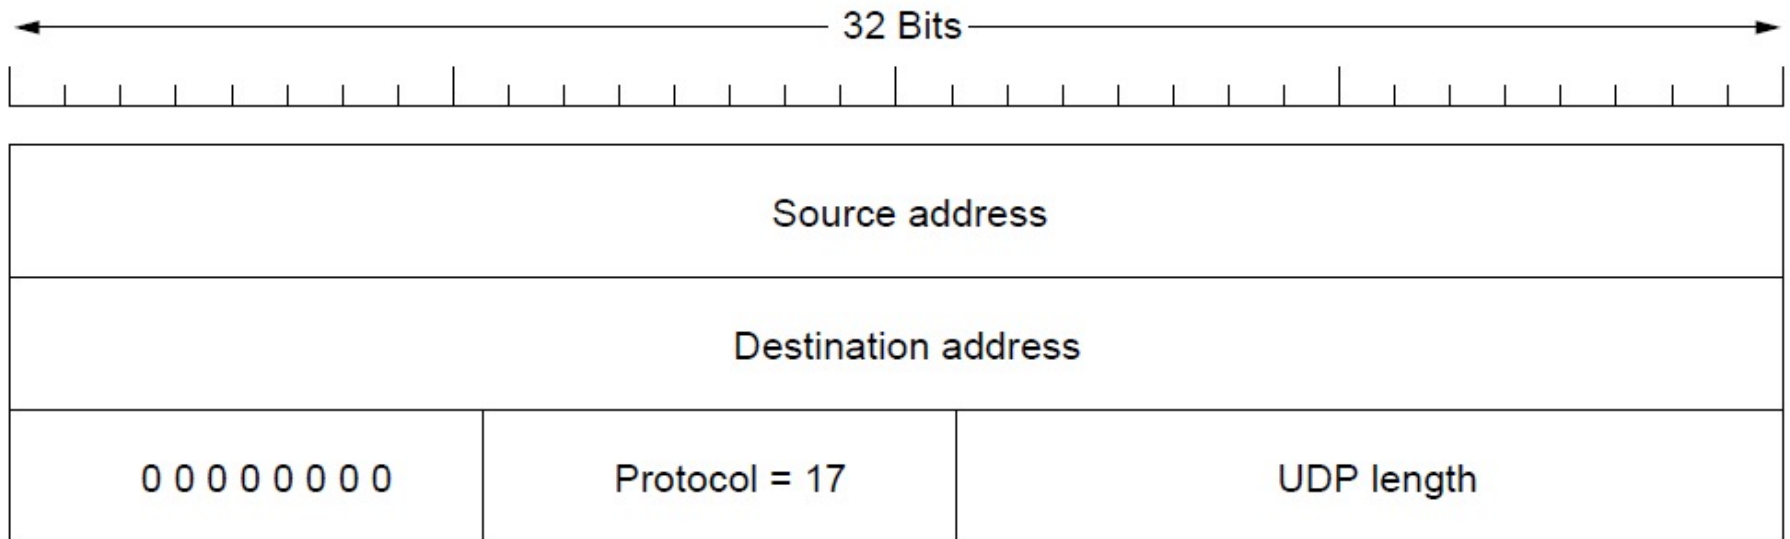 32 Bits
Source address
Destination address
0 0 0 0 0 0 0 0 Protocol = 17 UDP length